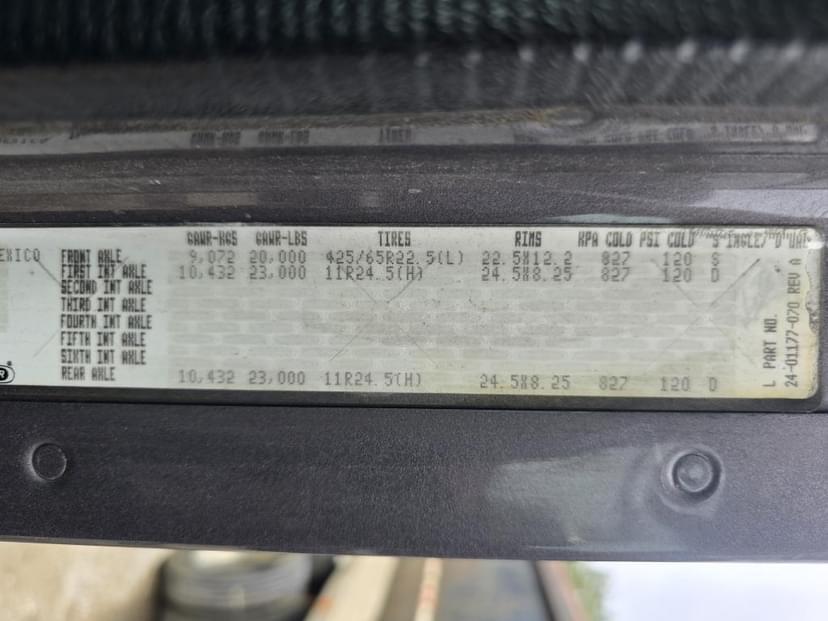 GAWR-KGS GAWR-LBS TIRES RIMS KPA COLD PSI COLD SINGLE/DUAL
EXICO
FRONT AXLE 9,072 20,000 425/65R22.5(L) 22.5X12.2 827 120 S
FIRST INT AXLE 10,432 23,000 11R24.5(H) 24.5X8.25 827 120 D
SECOND INT AXLE
THIRD INT AXLE
FOURTH INT AXLE
FIFTH INT AXLE
SIXTH INT AXLE
REAR AXLE 10,432 23,000 11R24.5(H) 24.5X8.25 827 120 D
L PART NO.
24-01177-070 REV A